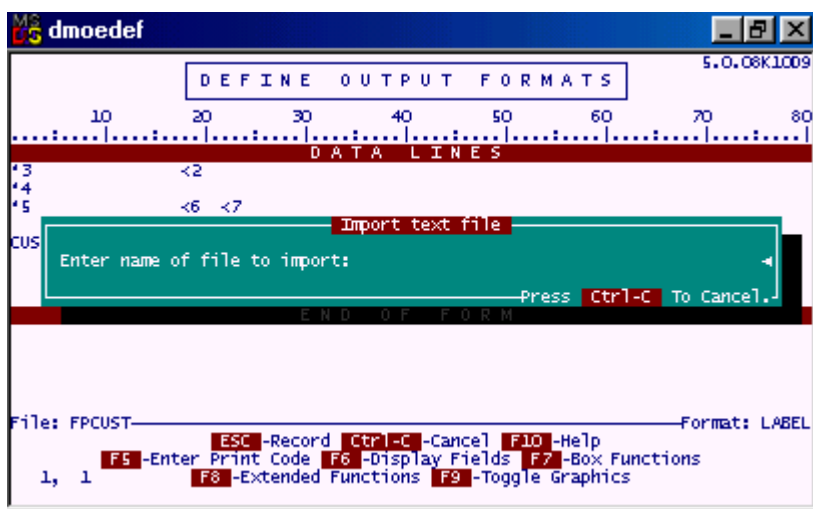 MS DS dmoedef
5.0.08K1OD9
DEFINE OUTPUT FORMATS
10 20 30 40 50 60 70 80
....:....|....:....|....:....|....:....|....:....|....:....|....:....|....:....|
DATA LINES
‘3 <2
‘4
‘5 <6 <7
Import text file
CUS
Enter name of file to import:
Press Ctrl-C To Cancel.
END OF FORM
File: FPCUST Format: LABEL
ESC -Record Ctrl-C -Cancel F10 -Help
F5 -Enter Print Code F6 -Display Fields F7 -Box Functions
1, 1 F8 -Extended Functions F9 -Toggle Graphics